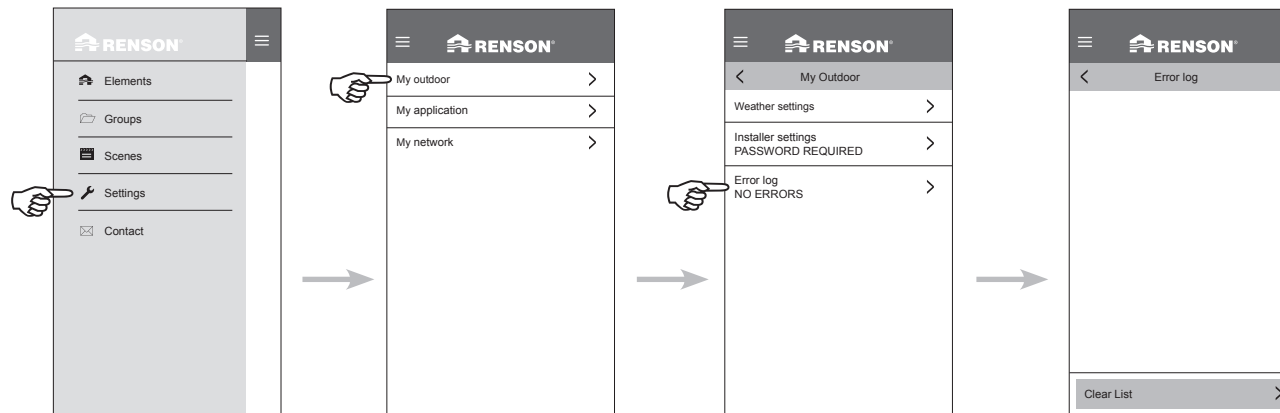 RENSON®
Elements
Groups
Scenes
Settings
Contact
RENSON®
My outdoor
My application
My network
RENSON®
My Outdoor
Weather settings
Installer settings
PASSWORD REQUIRED
Error log
NO ERRORS
RENSON®
Error log
Clear List